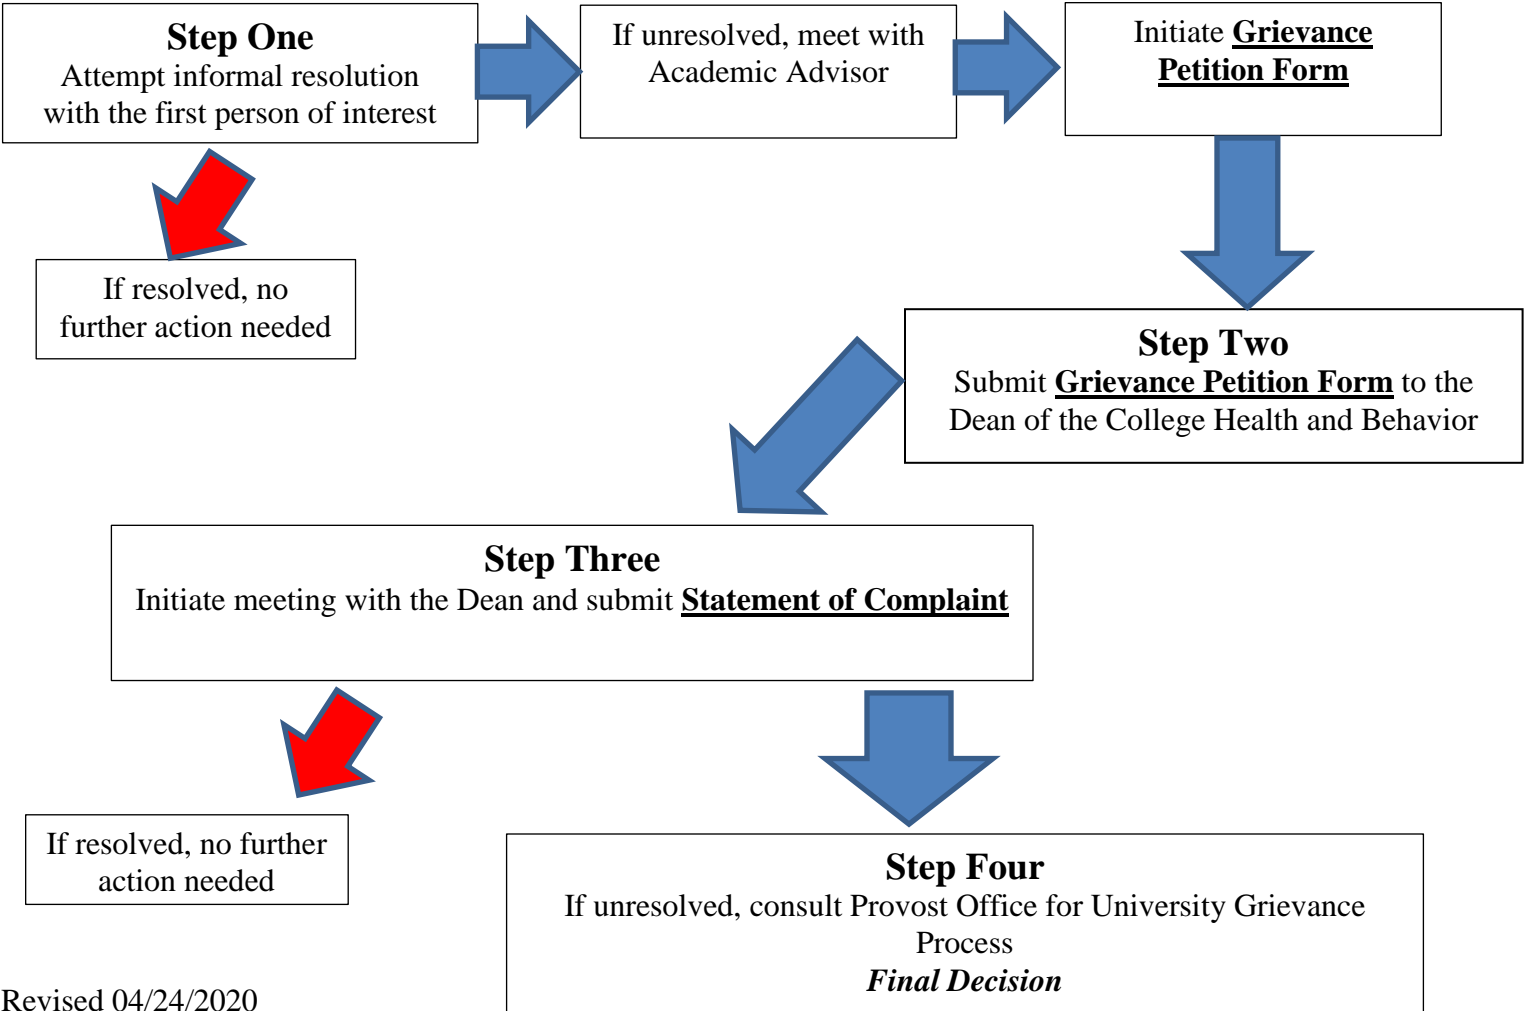 Step One
Attempt informal resolution
with the first person of interest
If unresolved, meet with
Academic Advisor
Initiate Grievance
Petition Form
If resolved, no
further action needed
Step Two
Submit Grievance Petition Form to the
Dean of the College Health and Behavior
Step Three
Initiate meeting with the Dean and submit Statement of Complaint
If resolved, no further
action needed
Step Four
If unresolved, consult Provost Office for University Grievance
Process
Final Decision
Revised 04/24/2020